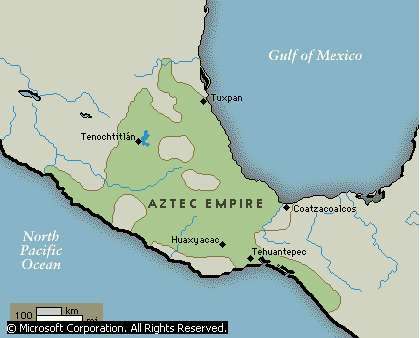 Gulf of Mexico
Tuxpan
Tenochtitlán
AZTEC EMPIRE
Coatzacoalcos
North
Pacific
Ocean
Huaxyacac
Tehuantepec
100 km
mi
© Microsoft Corporation. All Rights Reserved.